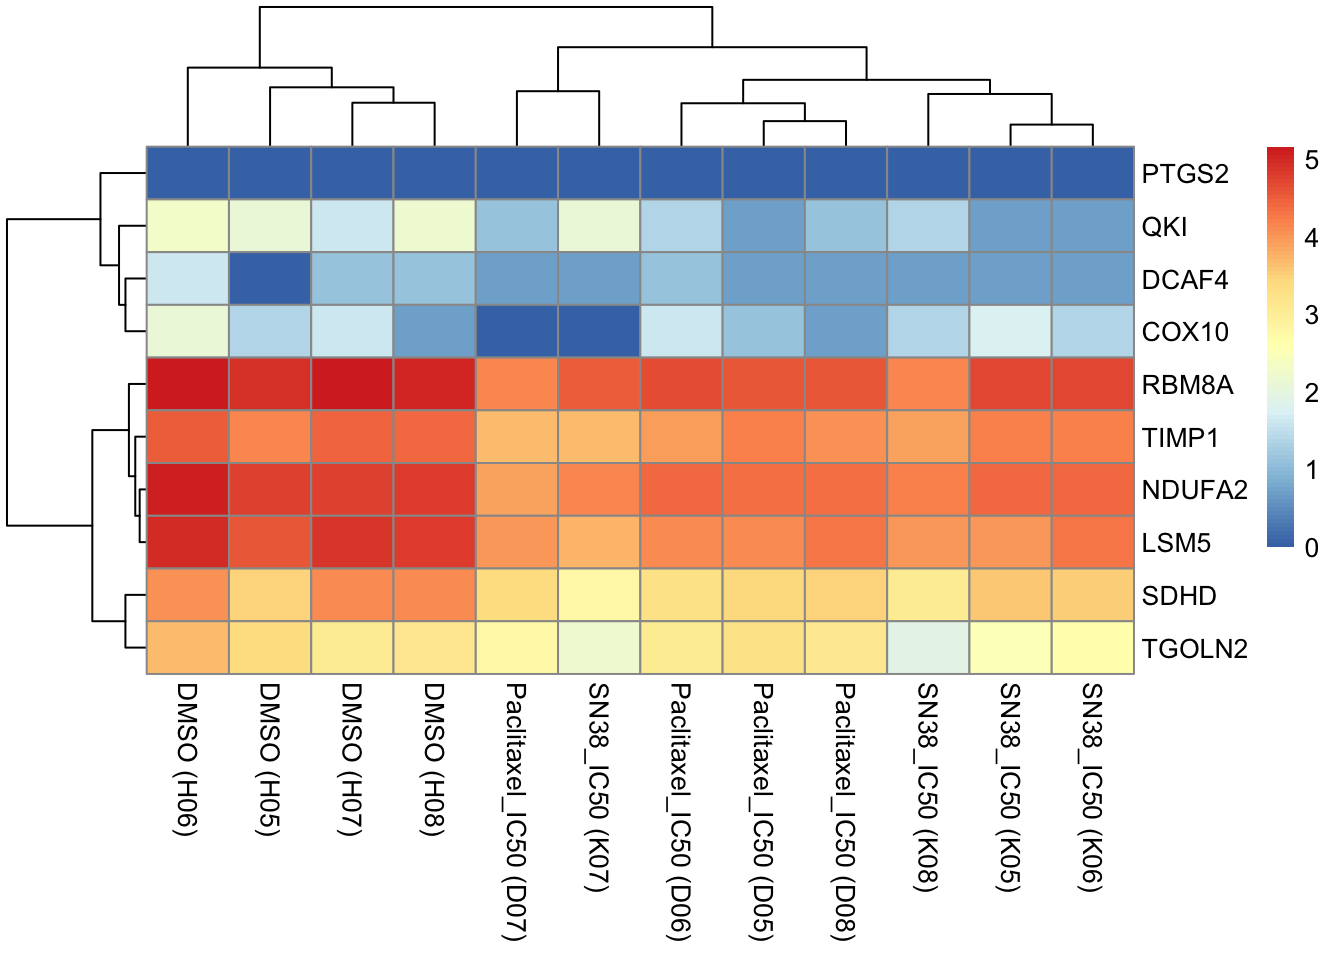 PTGS2
QKI
DCAF4
COX10
RBM8A
TIMP1
NDUFA2
LSM5
SDHD
TGOLN2
5
4
3
2
1
0
DMSO (H06)
DMSO (H05)
DMSO (H07)
DMSO (H08)
Paclitaxel_IC50 (D07)
SN38_IC50 (K07)
Paclitaxel_IC50 (D06)
Paclitaxel_IC50 (D05)
Paclitaxel_IC50 (D08)
SN38_IC50 (K08)
SN38_IC50 (K05)
SN38_IC50 (K06)